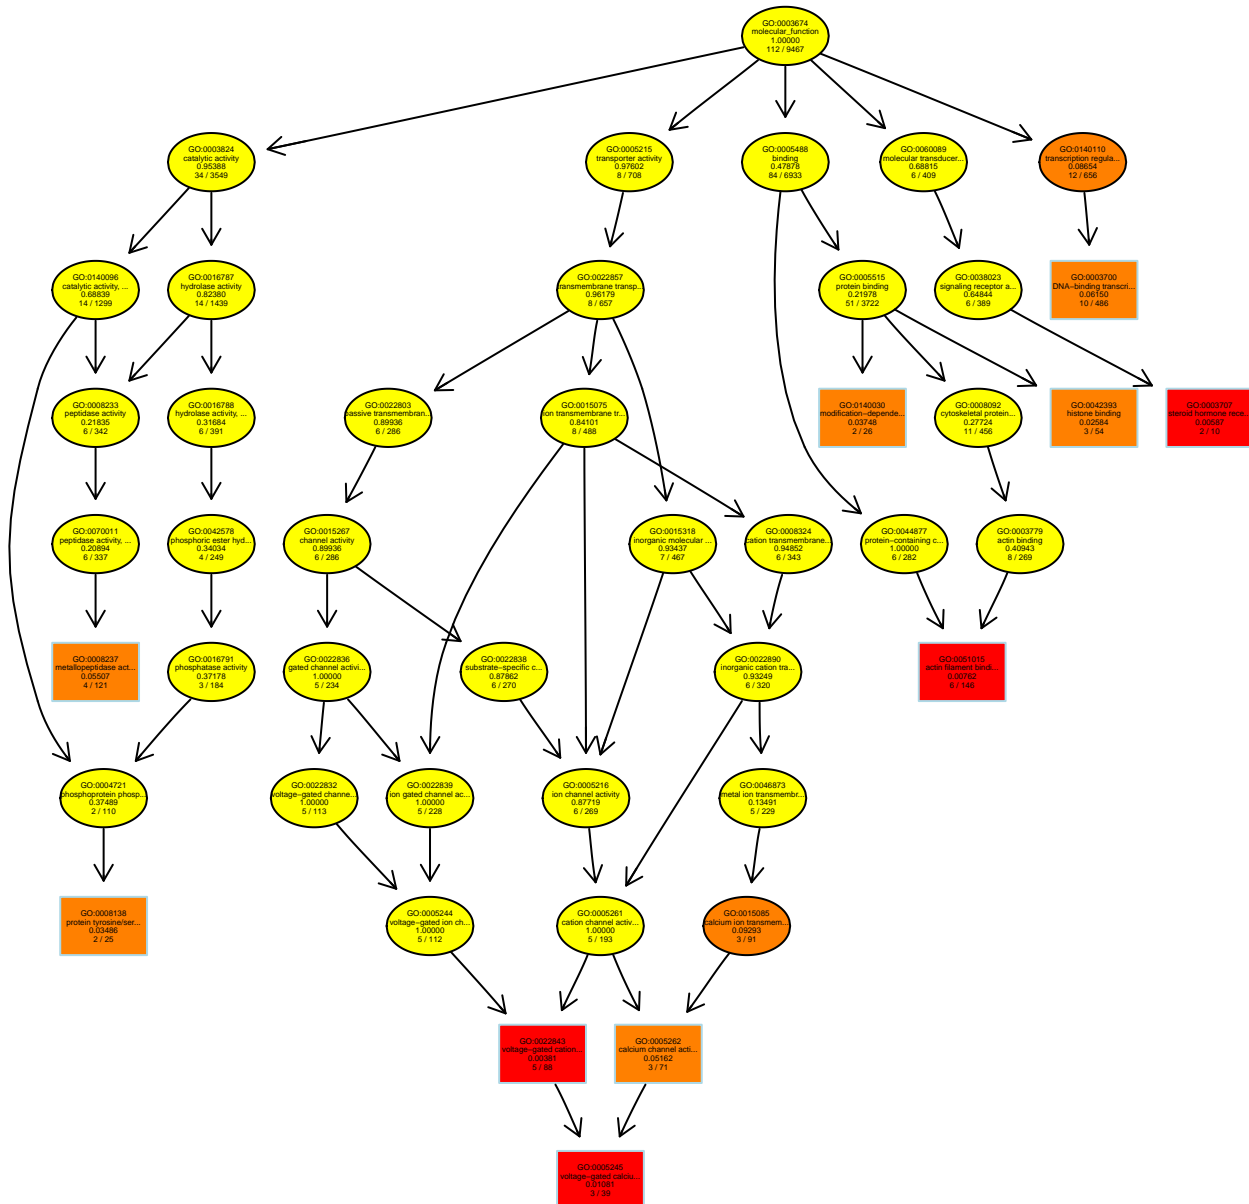 GO:0003674
molecular_function
1.00000
112 / 9467
GO:0003824
catalytic activity
0.95388
34 / 3549
GO:0005215
transporter activity
0.97602
8 / 708
GO:0005488
binding
0.47878
84 / 6933
GO:0060089
molecular transducer...
0.68815
6 / 409
GO:0140110
transcription regula...
0.08654
12 / 656
GO:0140096
catalytic activity, ...
0.68839
14 / 1299
GO:0016787
hydrolase activity
0.82380
14 / 1439
GO:0022857
transmembrane transp...
0.96179
8 / 657
GO:0005515
protein binding
0.21978
51 / 3722
GO:0038023
signaling receptor a...
0.64844
6 / 389
GO:0003700
DNA−binding transcri...
0.06150
10 / 486
GO:0008233
peptidase activity
0.21835
6 / 342
GO:0016788
hydrolase activity, ...
0.31684
6 / 391
GO:0022803
passive transmembran...
0.89936
6 / 286
GO:0015075
ion transmembrane tr...
0.84101
8 / 488
GO:0140030
modification−depende...
0.03748
2 / 26
GO:0008092
cytoskeletal protein...
0.27724
11 / 456
GO:0042393
histone binding
0.02584
3 / 54
GO:0003707
steroid hormone rece...
0.00587
2 / 10
GO:0070011
peptidase activity, ...
0.20894
6 / 337
GO:0042578
phosphoric ester hyd...
0.34034
4 / 249
GO:0015267
channel activity
0.89936
6 / 286
GO:0015318
inorganic molecular ...
0.93437
7 / 467
GO:0008324
cation transmembrane...
0.94852
6 / 343
GO:0044877
protein−containing c...
1.00000
6 / 282
GO:0003779
actin binding
0.40943
8 / 269
GO:0008237
metallopeptidase act...
0.05507
4 / 121
GO:0016791
phosphatase activity
0.37178
3 / 184
GO:0022836
gated channel activi...
1.00000
5 / 234
GO:0022838
substrate−specific c...
0.87862
6 / 270
GO:0022890
inorganic cation tra...
0.93249
6 / 320
GO:0051015
actin filament bindi...
0.00762
6 / 146
GO:0004721
phosphoprotein phosp...
0.37489
2 / 110
GO:0022832
voltage−gated channe...
1.00000
5 / 113
GO:0022839
ion gated channel ac...
1.00000
5 / 228
GO:0005216
ion channel activity
0.87719
6 / 269
GO:0046873
metal ion transmembr...
0.13491
5 / 229
GO:0008138
protein tyrosine/ser...
0.03486
2 / 25
GO:0005244
voltage−gated ion ch...
1.00000
5 / 112
GO:0005261
cation channel activ...
1.00000
5 / 193
GO:0015085
calcium ion transmem...
0.09293
3 / 91
GO:0022843
voltage−gated cation...
0.00381
5 / 88
GO:0005262
calcium channel acti...
0.05162
3 / 71
GO:0005245
voltage−gated calciu...
0.01081